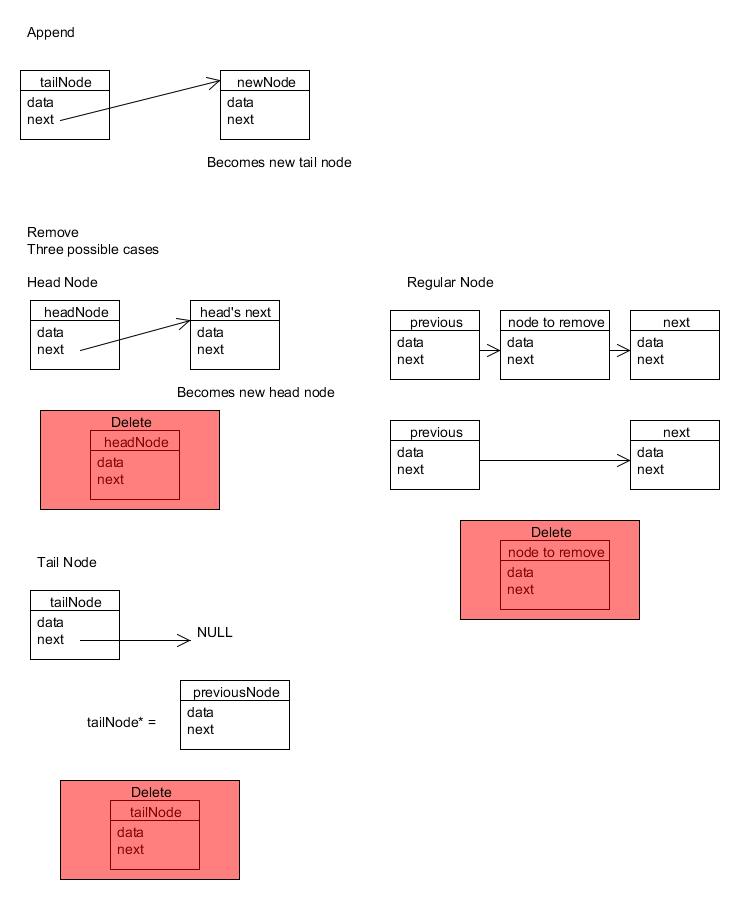 Append
tailNode
data
next
newNode
data
next
Becomes new tail node
Remove
Three possible cases
Head Node
headNode
data
next
head's next
data
next
Becomes new head node
Delete
headNode
data
next
Regular Node
previous
data
next
node to remove
data
next
next
data
next
previous
data
next
next
data
next
Delete
node to remove
data
next
Tail Node
tailNode
data
next
NULL
tailNode* =
previousNode
data
next
Delete
tailNode
data
next